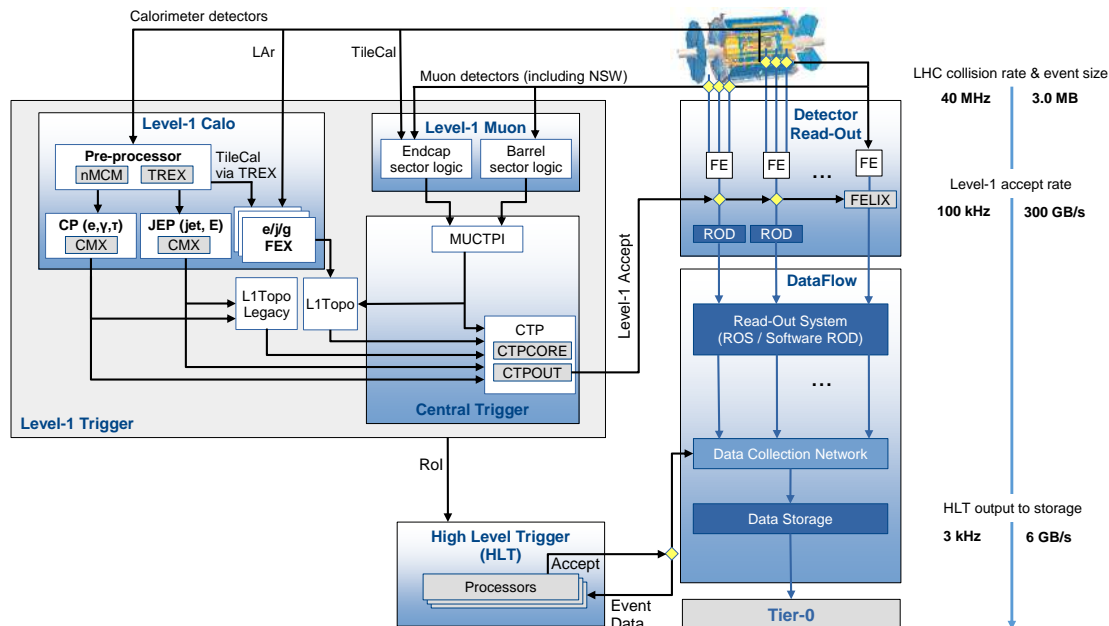 Calorimeter detectors
LAr
TileCal
Muon detectors (including NSW)
LHC collision rate & event size
40 MHz
3.0 MB
Level-1 Calo
Pre-processor
nMCM
TREX
TileCal
via TREX
CP (e,γ,τ)
CMX
JEP (jet, E)
CMX
e/j/g
FEX
Level-1 Muon
Endcap
sector logic
Barrel
sector logic
Detector
Read-Out
FE
FE
...
FE
FELIX
ROD
ROD
Level-1 accept rate
100 kHz
300 GB/s
MUCTPI
L1Topo
Legacy
L1Topo
CTP
CTPCORE
CTPOUT
Central Trigger
Level-1 Trigger
Level-1 Accept
DataFlow
Read-Out System
(ROS / Software ROD)
...
Data Collection Network
Data Storage
RoI
High Level Trigger
(HLT)
Accept
Processors
Event
Data
HLT output to storage
3 kHz
6 GB/s
Tier-0